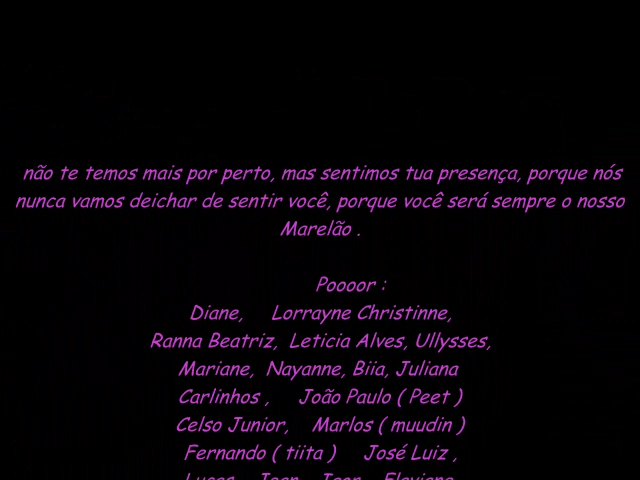 não te temos mais por perto, mas sentimos tua presença, porque nós
nunca vamos deichar de sentir você, porque você será sempre o nosso
Marelão .
Poooor :
Diane, Lorrayne Christinne,
Ranna Beatriz, Leticia Alves, Ullysses,
Mariane, Nayanne, Biia, Juliana
Carlinhos , João Paulo ( Peet )
Celso Junior, Marlos ( muudin )
Fernando ( tiita ) José Luiz ,
Lucas